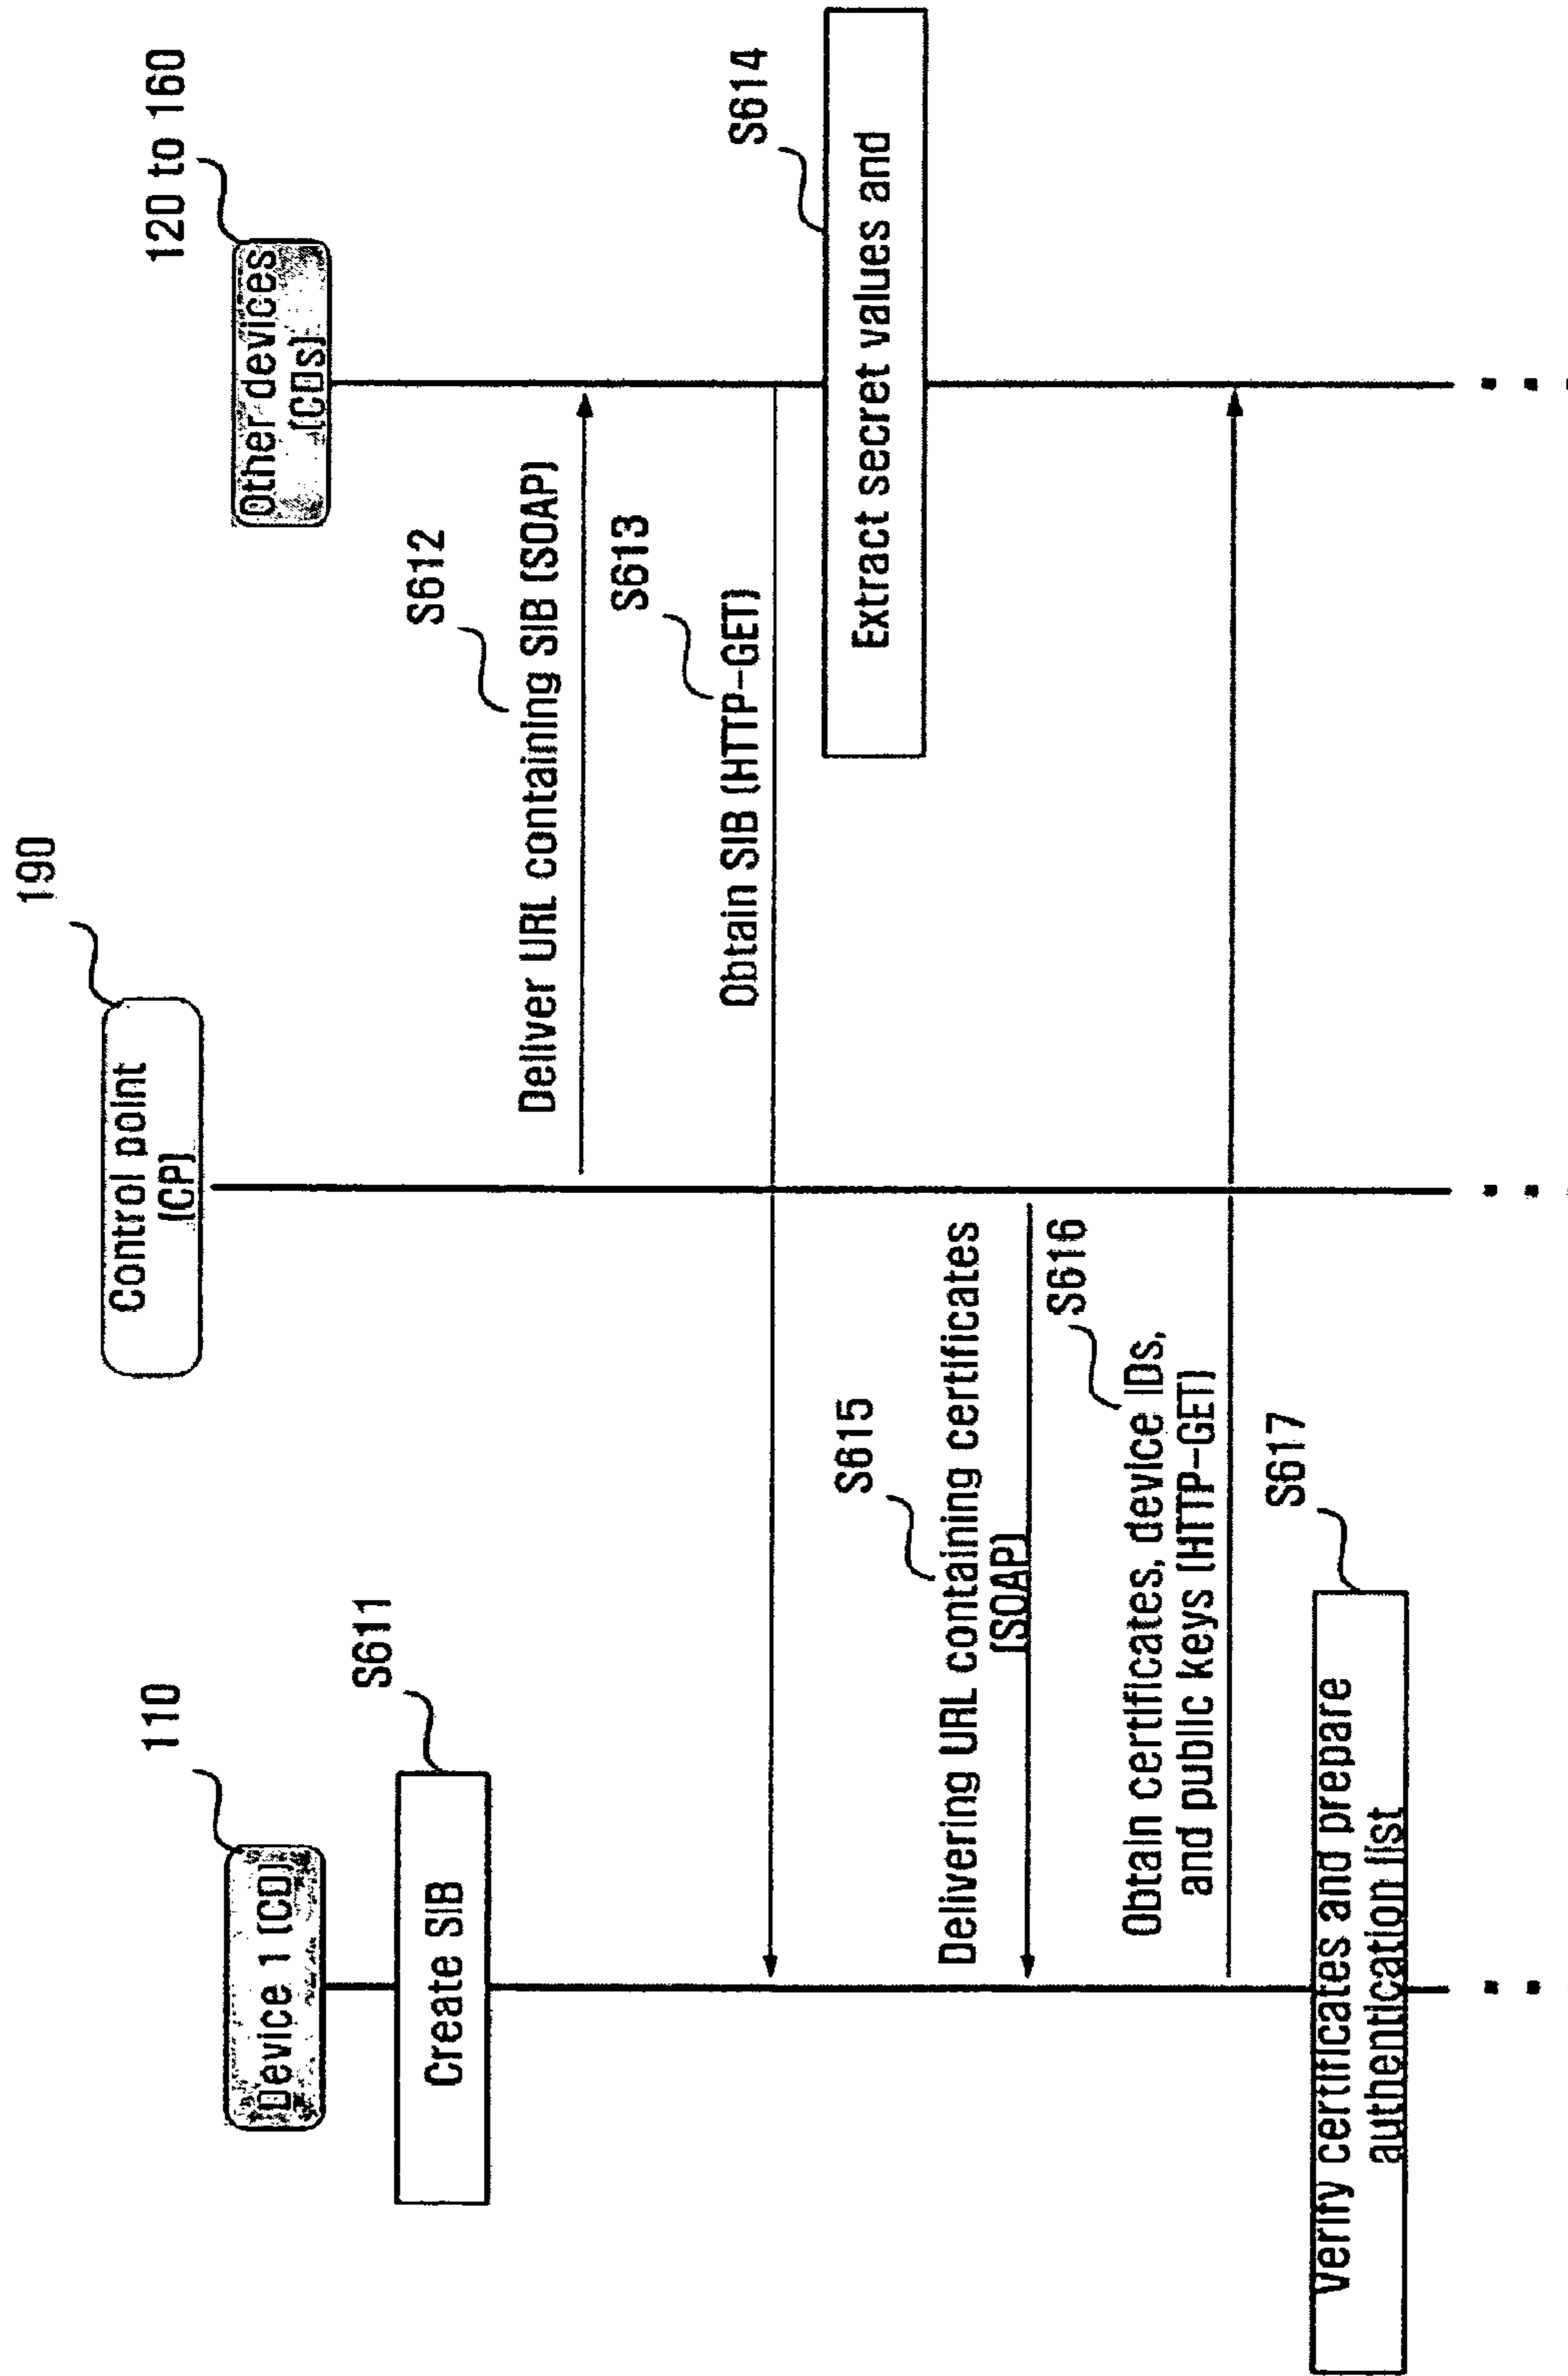 110
Device 1 (CD)
190
Control point
(CP)
120 to 160
Other devices
(CDs)
S611
Create SIB
S612
Deliver URL containing SIB (SOAP)
S613
Obtain SIB (HTTP-GET)
S614
Extract secret values and
S615
Delivering URL containing certificates
(SOAP)
S616
Obtain certificates, device IDs,
and public keys (HTTP-GET)
S617
Verify certificates and prepare
authentication list